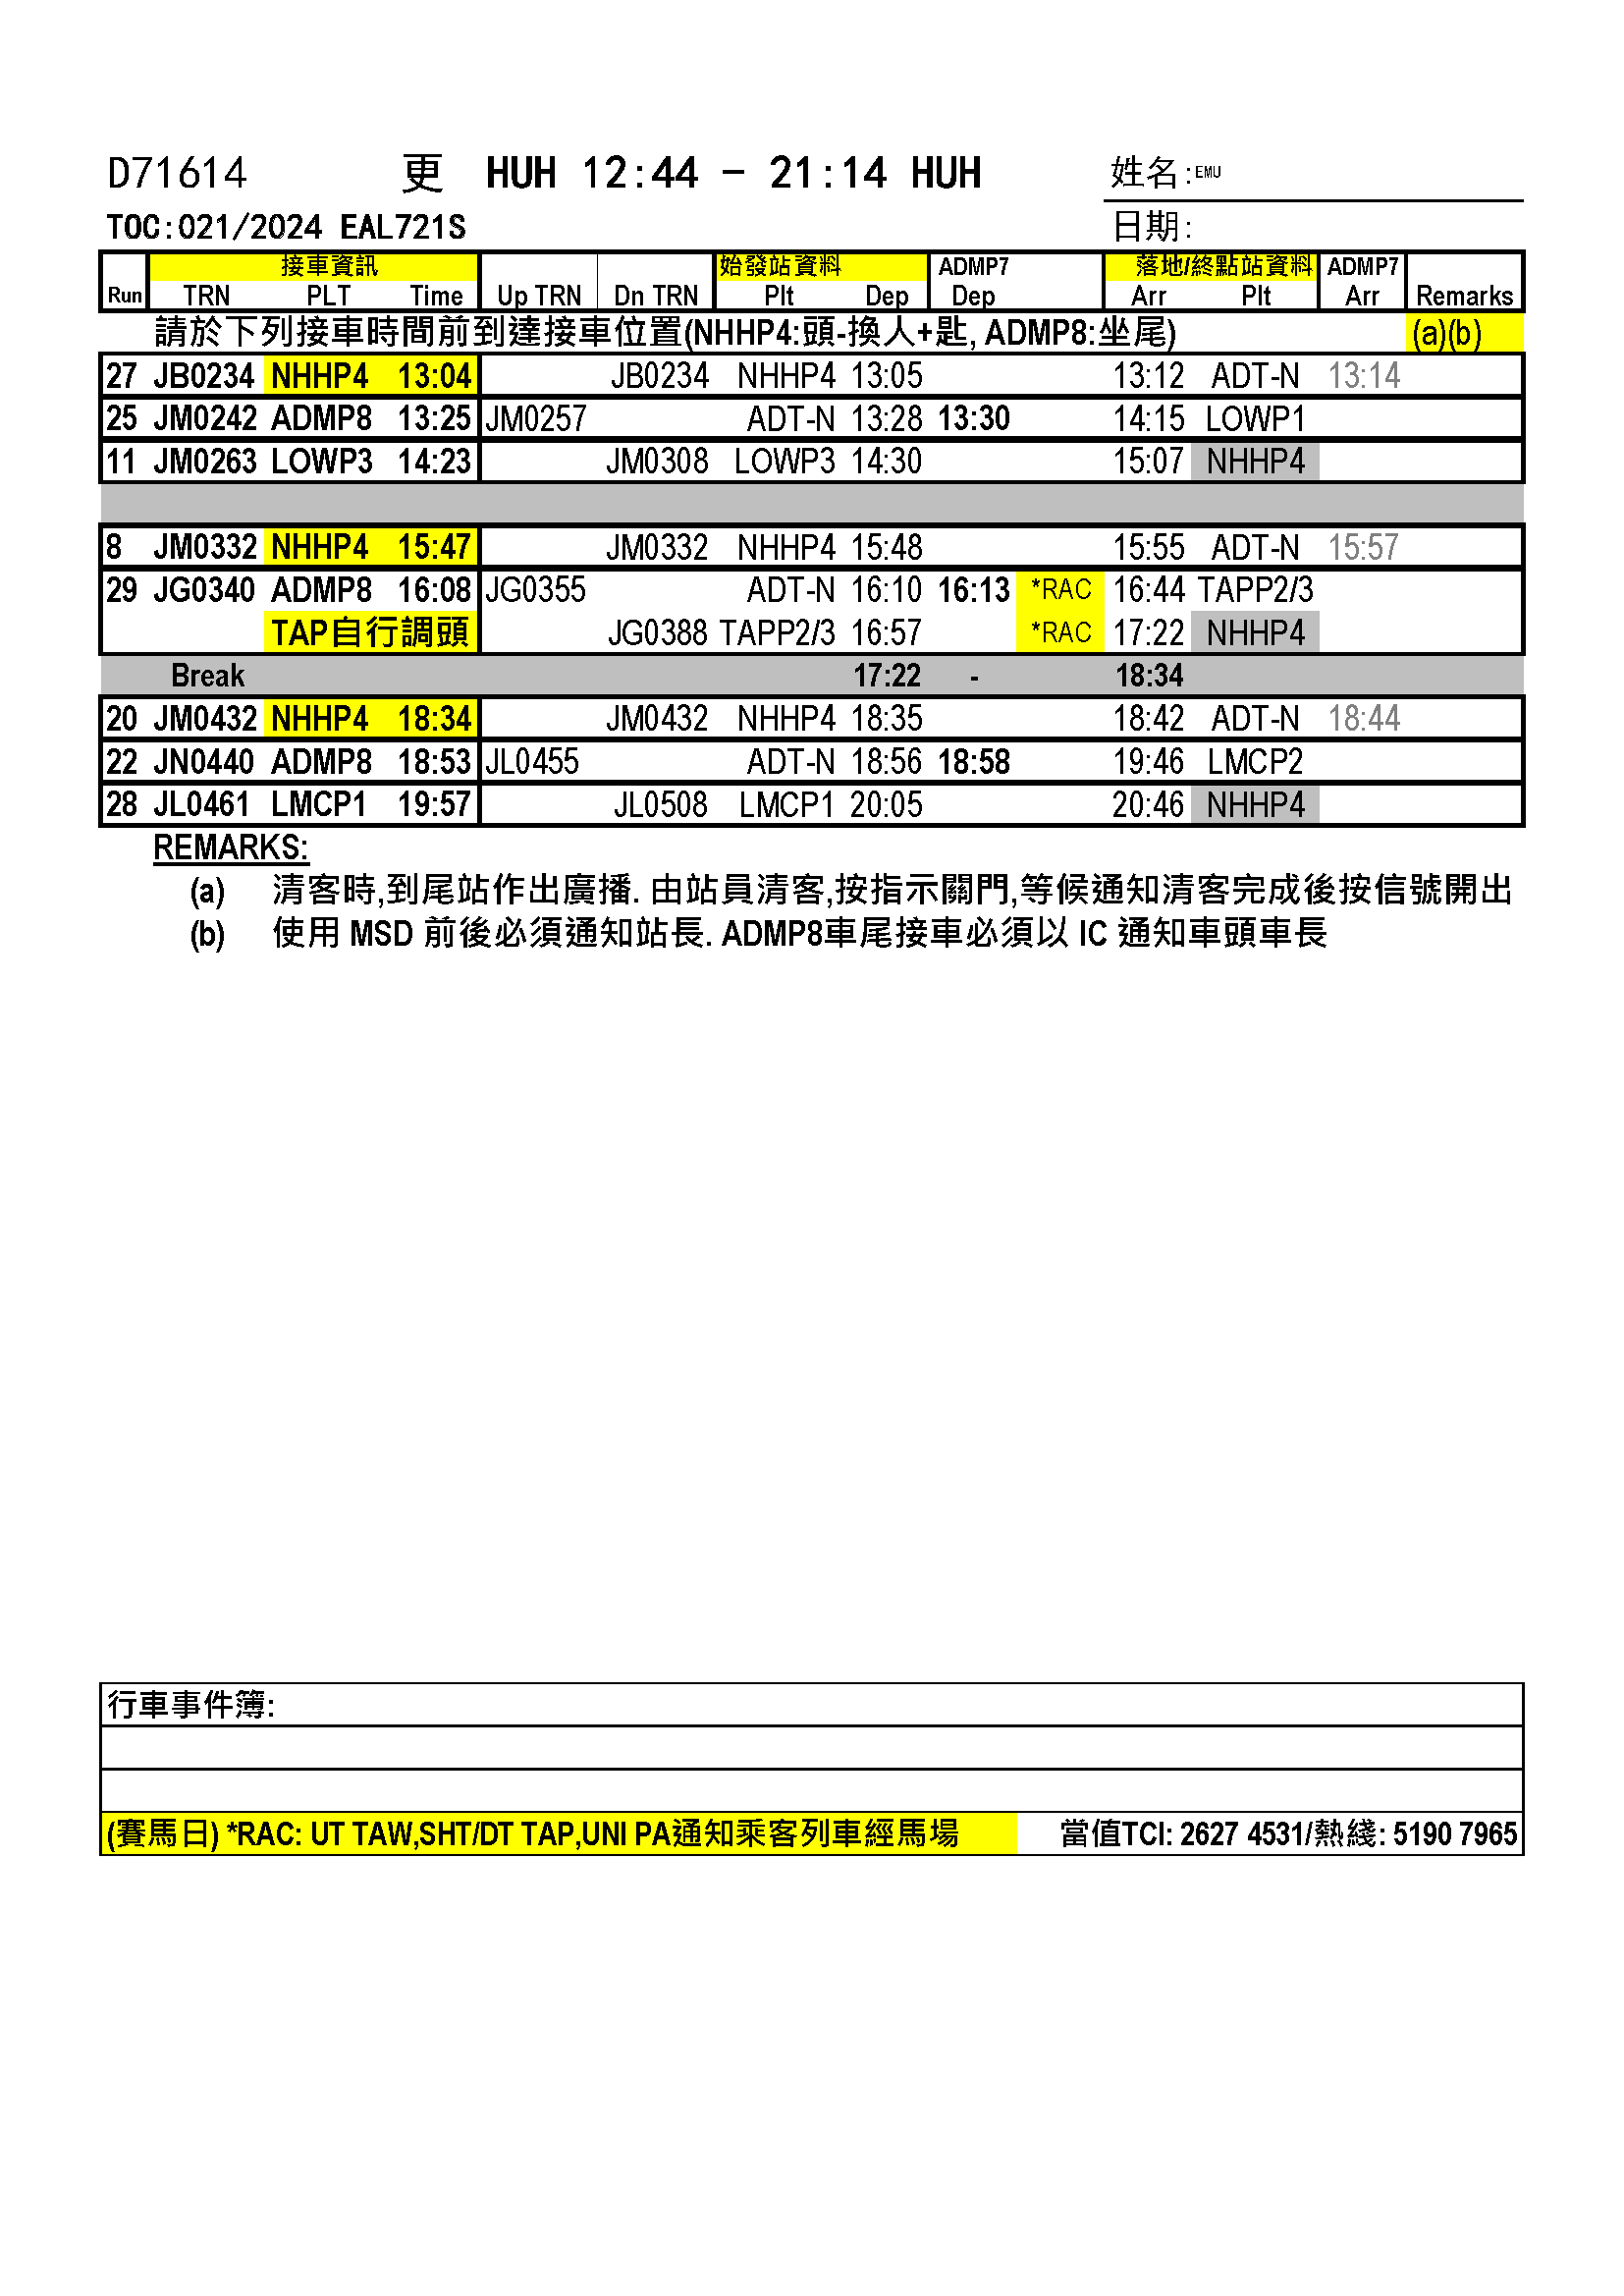 D71614 更 HUH 12:44 - 21:14 HUH 姓名:EMU
TOC:021/2024 EAL721S 日期:
接車資訊 始發站資料 ADMP7 落地/終點站資料 ADMP7
Run TRN PLT Time Up TRN Dn TRN Plt Dep Dep Arr Plt Arr Remarks
請於下列接車時間前到達接車位置(NHHP4:頭-換人+匙, ADMP8:坐尾) (a)(b)
27 JB0234 NHHP4 13:04 JB0234 NHHP4 13:05 13:12 ADT-N 13:14
25 JM0242 ADMP8 13:25 JM0257 ADT-N 13:28 13:30 14:15 LOWP1
11 JM0263 LOWP3 14:23 JM0308 LOWP3 14:30 15:07 NHHP4
8 JM0332 NHHP4 15:47 JM0332 NHHP4 15:48 15:55 ADT-N 15:57
29 JG0340 ADMP8 16:08 JG0355 ADT-N 16:10 16:13 *RAC 16:44 TAPP2/3
TAP自行調頭 JG0388 TAPP2/3 16:57 *RAC 17:22 NHHP4
Break 17:22 - 18:34
20 JM0432 NHHP4 18:34 JM0432 NHHP4 18:35 18:42 ADT-N 18:44
22 JN0440 ADMP8 18:53 JL0455 ADT-N 18:56 18:58 19:46 LMCP2
28 JL0461 LMCP1 19:57 JL0508 LMCP1 20:05 20:46 NHHP4
REMARKS:
(a) 清客時,到尾站作出廣播. 由站員清客,按指示關門,等候通知清客完成後按信號開出
(b) 使用 MSD 前後必須通知站長. ADMP8車尾接車必須以 IC 通知車頭車長
行車事件簿:
(賽馬日) *RAC: UT TAW,SHT/DT TAP,UNI PA通知乘客列車經馬場 當值TCI: 2627 4531/熱綫: 5190 7965